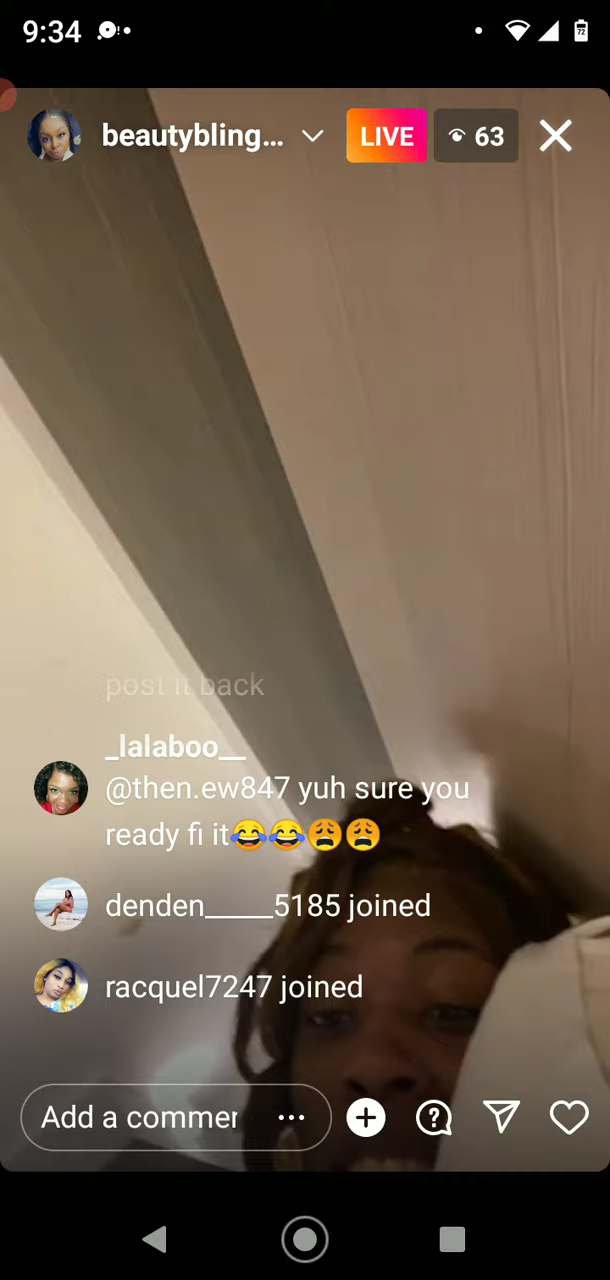 9:34
72
beautybling...
LIVE
63
post it back
_lalaboo__
@then.ew847 yuh sure you
ready fi it😂😂😩😩
denden_____5185 joined
racquel7247 joined
Add a commer